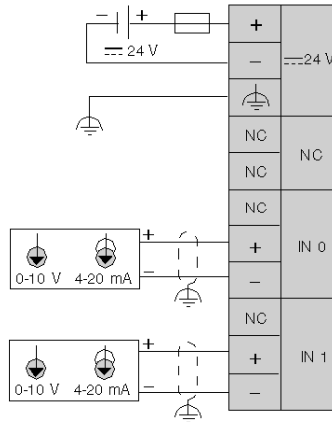 − + +
⎓ 24 V
− ⎓24 V
NC
NC
NC
NC
+ + IN 0
0-10 V 4-20 mA
− −
NC
+ + IN 1
0-10 V 4-20 mA
− −